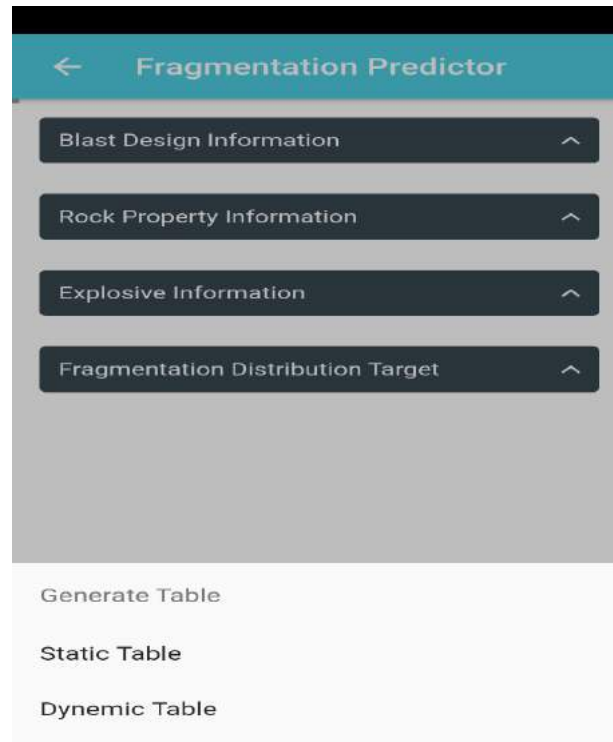 Fragmentation Predictor
Blast Design Information
Rock Property Information
Explosive Information
Fragmentation Distribution Target
Generate Table
Static Table
Dynemic Table